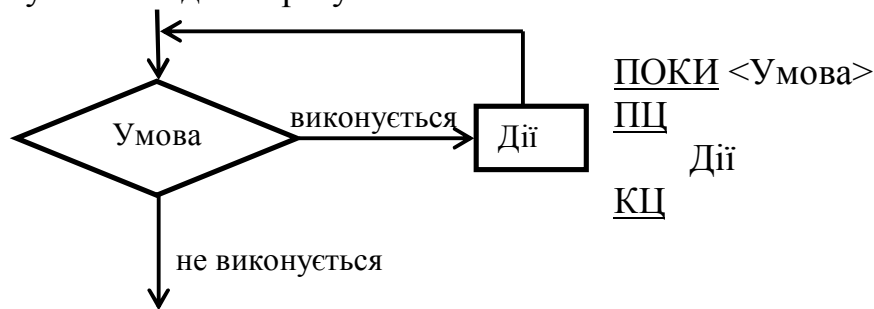 Умова
виконується
Дії
не виконується
ПОКИ <Умова>
ПЦ
Дії
КЦ